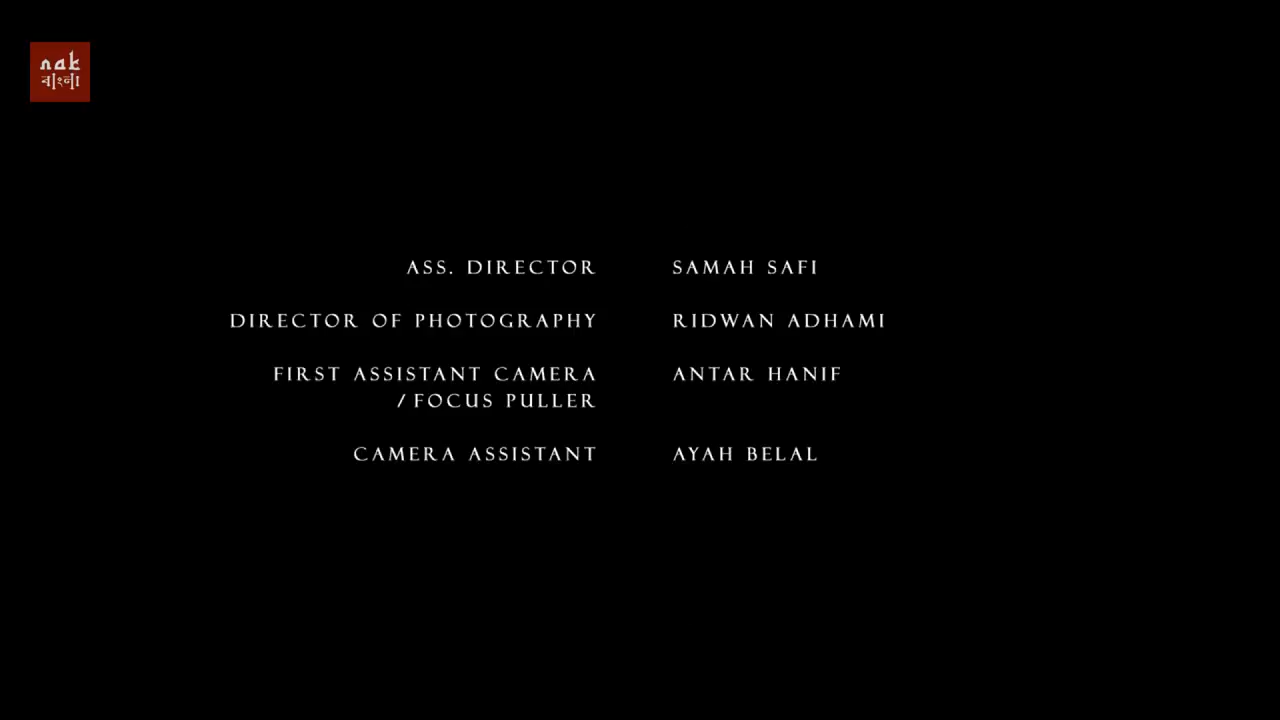 nak
বাংলা
ASS. DIRECTOR SAMAH SAFI
DIRECTOR OF PHOTOGRAPHY RIDWAN ADHAMI
FIRST ASSISTANT CAMERA ANTAR HANIF
/FOCUS PULLER
CAMERA ASSISTANT AYAH BELAL